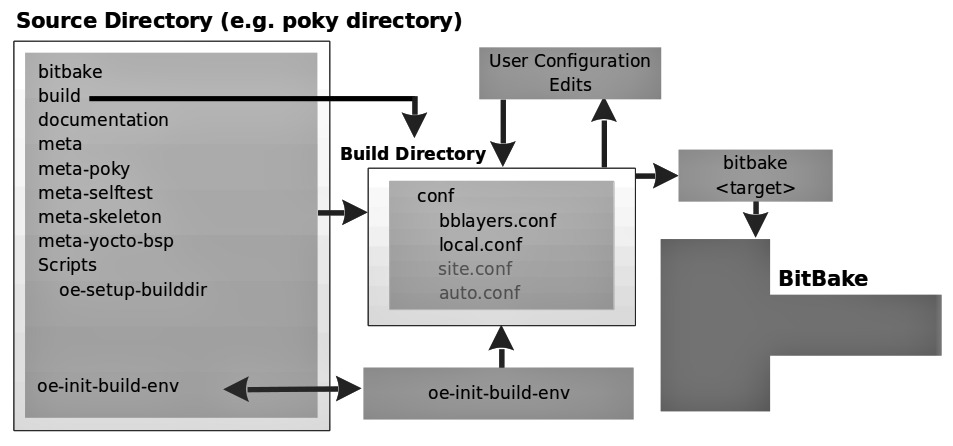 Source Directory (e.g. poky directory)
bitbake
build
documentation
meta
meta-poky
meta-selftest
meta-skeleton
meta-yocto-bsp
Scripts
oe-setup-builddir
oe-init-build-env
User Configuration
Edits
Build Directory
conf
bblayers.conf
local.conf
site.conf
auto.conf
oe-init-build-env
bitbake
<target>
BitBake